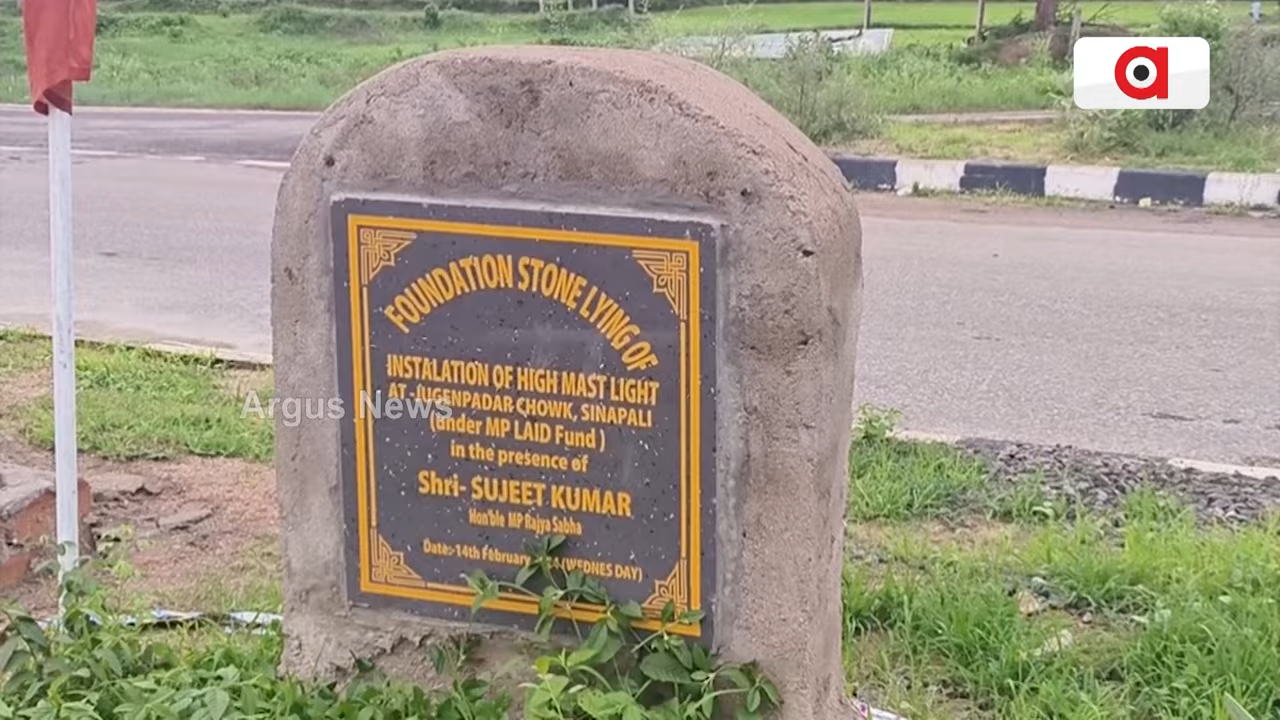 FOUNDATION STONE LYING OF
INSTALATION OF HIGH MAST LIGHT
AT-JUGENPADAR CHOWK, SINAPALI
(under MP LAID Fund )
in the presence of
Shri- SUJEET KUMAR
Hon'ble MP Rajya Sabha
Date:-14th February 4 (WEDNES DAY)
Argus News
a